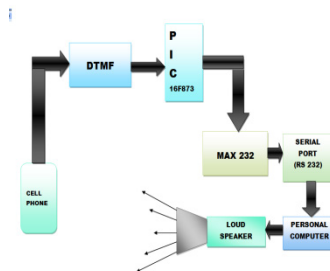 CELL
PHONE
DTMF
P
I
C
16F873
MAX 232
SERIAL
PORT
(RS 232)
PERSONAL
COMPUTER
LOUD
SPEAKER